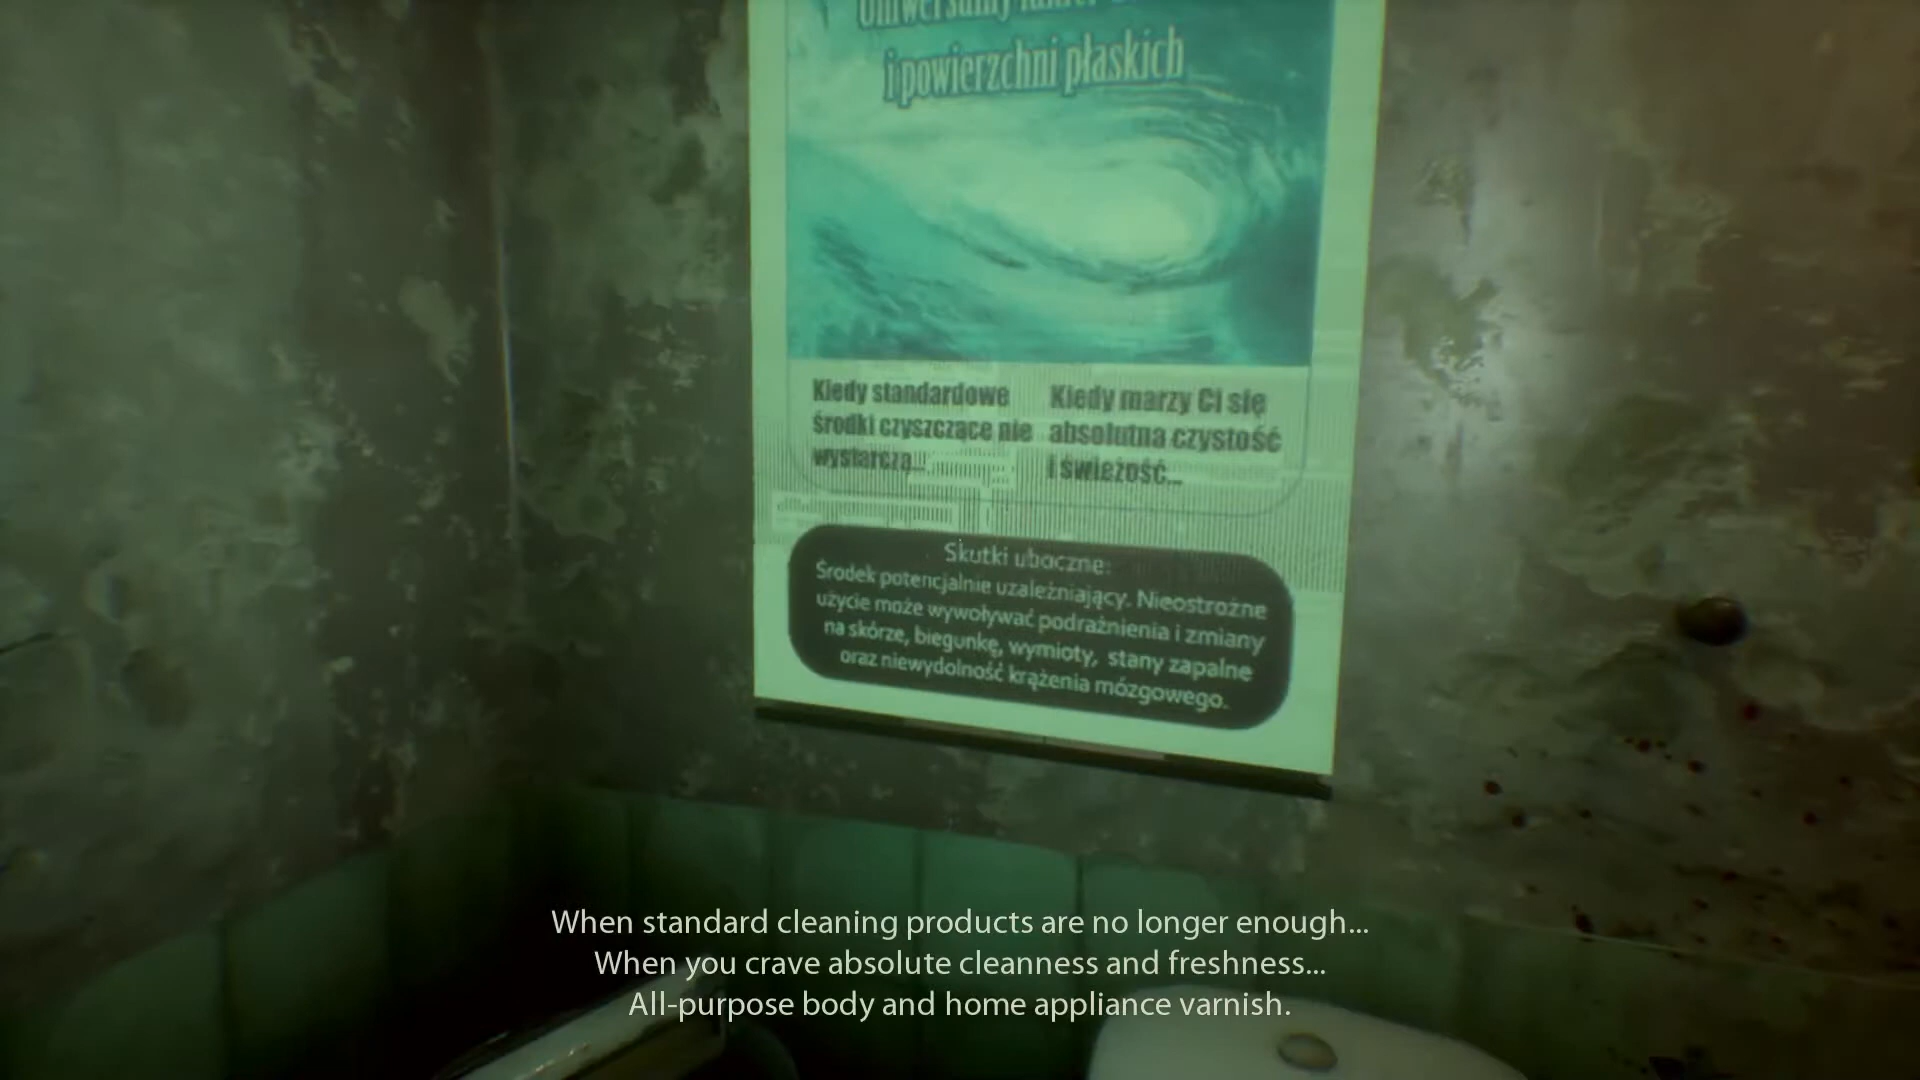 i powierzchni płaskich
Kiedy standardowe
środki czyszczące nie
wystarczą...
Kiedy marzy Ci się
absolutna czystość
i świeżość...
Skutki uboczne:
Środek potencjalnie uzależniający. Nieostrożne
użycie może wywoływać podrażnienia i zmiany
na skórze, biegunkę, wymioty, stany zapalne
oraz niewydolność krążenia mózgowego.
When standard cleaning products are no longer enough...
When you crave absolute cleanness and freshness...
All-purpose body and home appliance varnish.